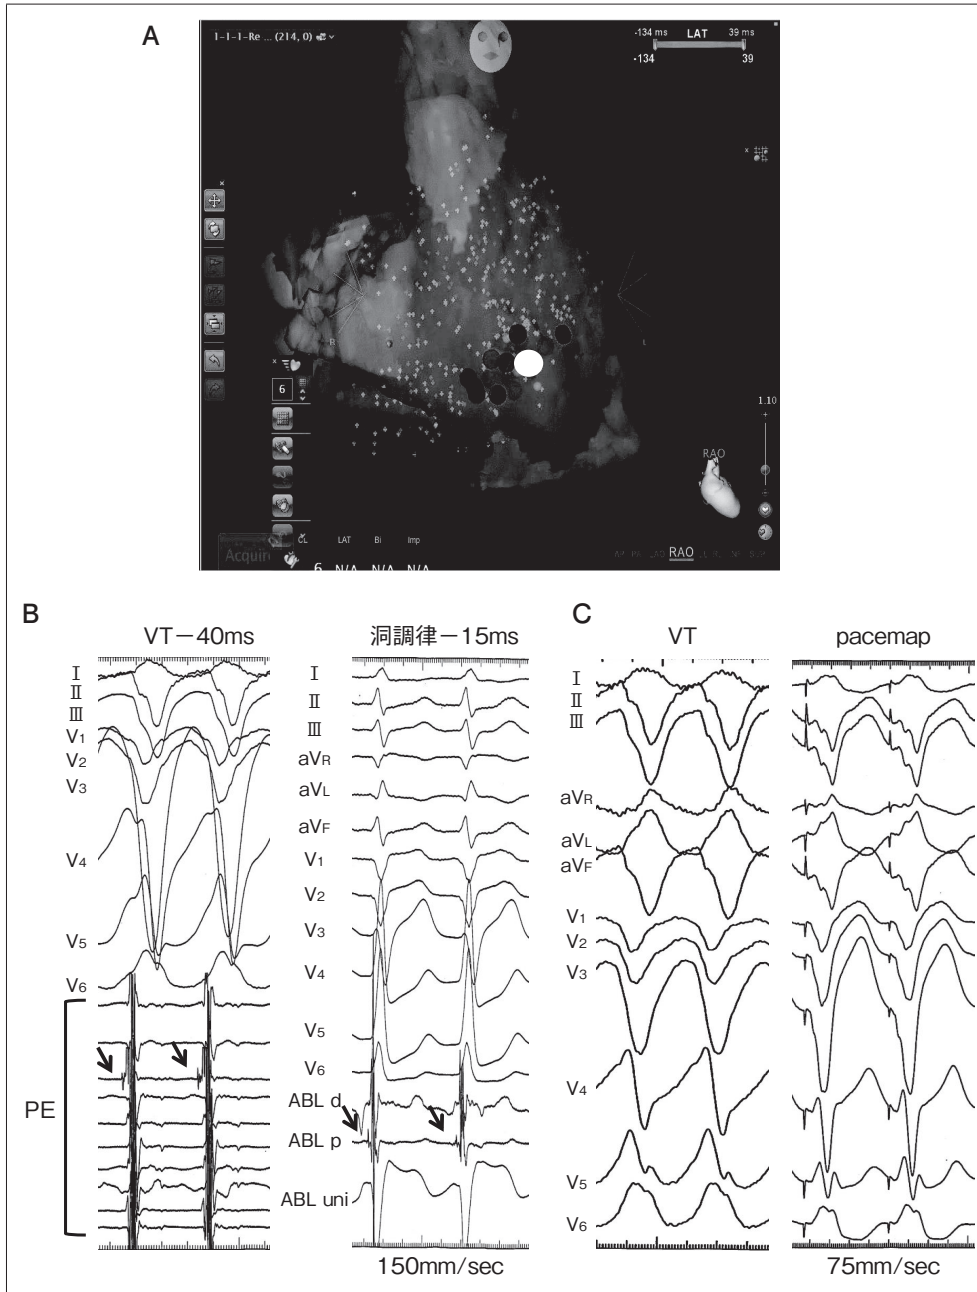 A
1-1-1-Re ... (214, 0)
-134 ms LAT 39 ms
-134 39
R
L
6
1.10
RAO
CL LAT Bi Imp
Acquire
6 N/A N/A N/A
RAO
B
VT－40ms
洞調律－15ms
I
II
III
V1
V2
V3
V4
V5
V6
PE
I
II
III
aVR
aVL
aVF
V1
V2
V3
V4
V5
V6
ABL d
ABL p
ABL uni
150mm/sec
C
VT
pacemap
I
II
III
aVR
aVL
aVF
V1
V2
V3
V4
V5
V6
75mm/sec